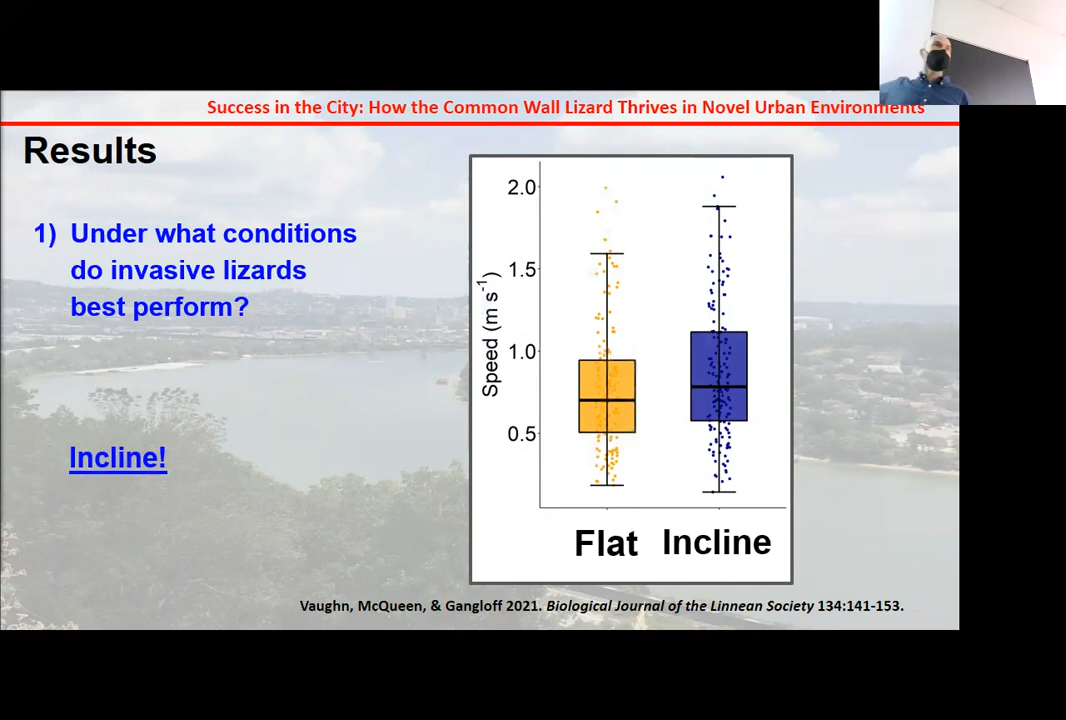 Success in the City: How the Common Wall Lizard Thrives in Novel Urban Environments
Results
1) Under what conditions
do invasive lizards
best perform?
Incline!
2.0
1.5
1.0
0.5
Speed (m s⁻¹)
Flat
Incline
Vaughn, McQueen, & Gangloff 2021. Biological Journal of the Linnean Society 134:141-153.